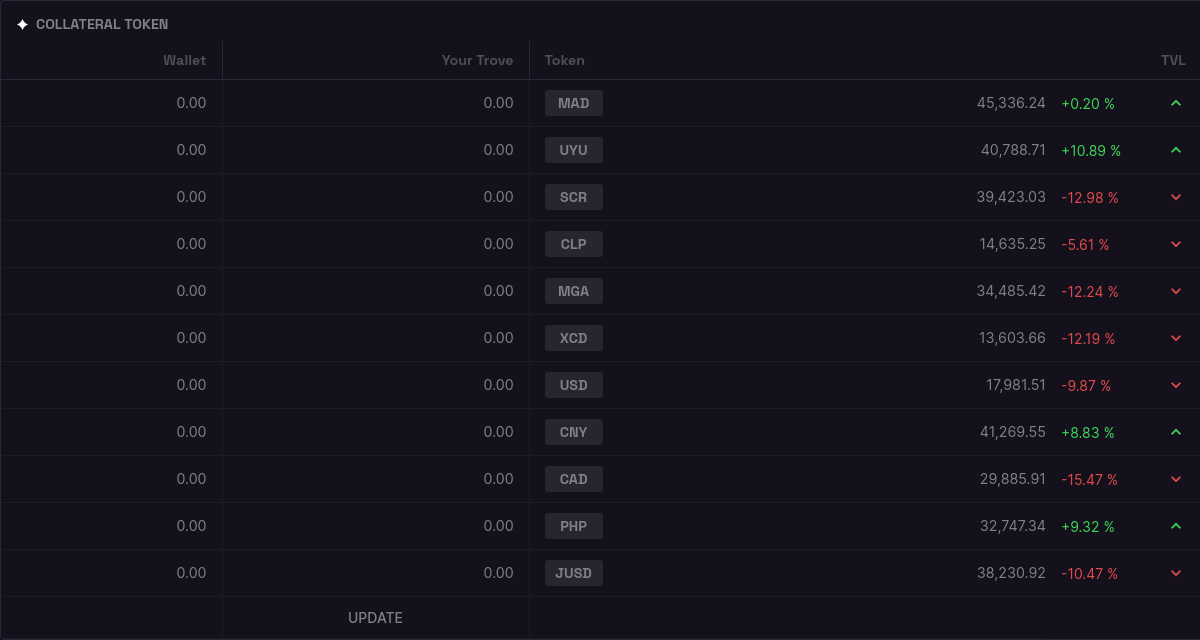 COLLATERAL TOKEN
Wallet Your Trove Token TVL
0.00 0.00 MAD 45,336.24 +0.20 %
0.00 0.00 UYU 40,788.71 +10.89 %
0.00 0.00 SCR 39,423.03 -12.98 %
0.00 0.00 CLP 14,635.25 -5.61 %
0.00 0.00 MGA 34,485.42 -12.24 %
0.00 0.00 XCD 13,603.66 -12.19 %
0.00 0.00 USD 17,981.51 -9.87 %
0.00 0.00 CNY 41,269.55 +8.83 %
0.00 0.00 CAD 29,885.91 -15.47 %
0.00 0.00 PHP 32,747.34 +9.32 %
0.00 0.00 JUSD 38,230.92 -10.47 %
UPDATE